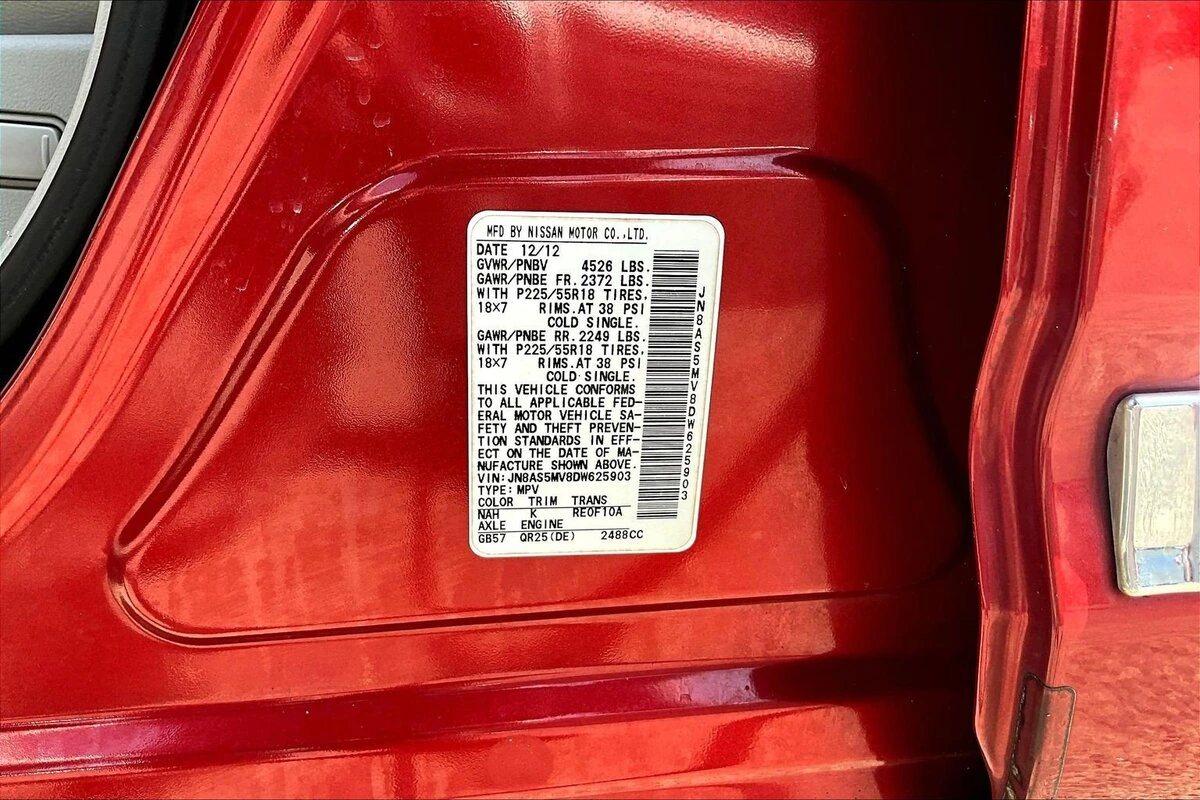 MFD BY NISSAN MOTOR CO.,LTD.
DATE 12/12
GVWR/PNBV 4526 LBS.
GAWR/PNBE FR. 2372 LBS.
WITH P225/55R18 TIRES,
18×7 RIMS.AT 38 PSI
COLD SINGLE.
GAWR/PNBE RR. 2249 LBS.
WITH P225/55R18 TIRES,
18×7 RIMS.AT 38 PSI
COLD SINGLE.
THIS VEHICLE CONFORMS
TO ALL APPLICABLE FED-
ERAL MOTOR VEHICLE SA-
FETY AND THEFT PREVEN-
TION STANDARDS IN EFF-
ECT ON THE DATE OF MA-
NUFACTURE SHOWN ABOVE.
VIN:JN8AS5MV8DW625903
TYPE:MPV
COLOR TRIM TRANS
NAH K RE0F10A
AXLE ENGINE
GB57 QR25(DE) 2488CC
JN8AS5MV8DW625903